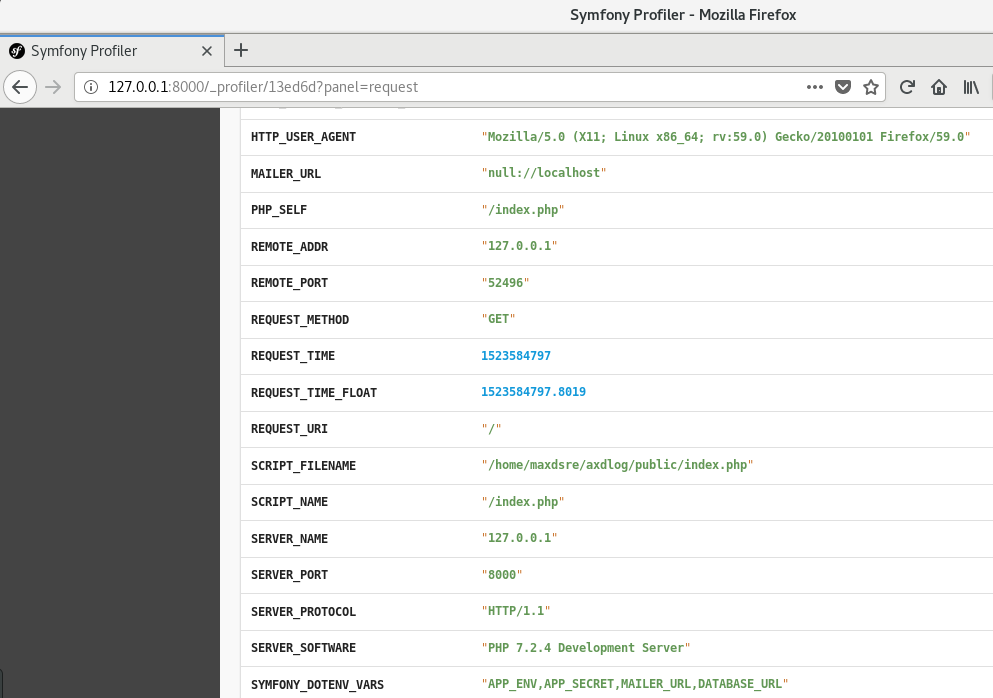 Symfony Profiler - Mozilla Firefox
Symfony Profiler
127.0.0.1:8000/_profiler/13ed6d?panel=request
HTTP_USER_AGENT "Mozilla/5.0 (X11; Linux x86_64; rv:59.0) Gecko/20100101 Firefox/59.0"
MAILER_URL "null://localhost"
PHP_SELF "/index.php"
REMOTE_ADDR "127.0.0.1"
REMOTE_PORT "52496"
REQUEST_METHOD "GET"
REQUEST_TIME 1523584797
REQUEST_TIME_FLOAT 1523584797.8019
REQUEST_URI "/"
SCRIPT_FILENAME "/home/maxdsre/axdlog/public/index.php"
SCRIPT_NAME "/index.php"
SERVER_NAME "127.0.0.1"
SERVER_PORT "8000"
SERVER_PROTOCOL "HTTP/1.1"
SERVER_SOFTWARE "PHP 7.2.4 Development Server"
SYMFONY_DOTENV_VARS "APP_ENV,APP_SECRET,MAILER_URL,DATABASE_URL"